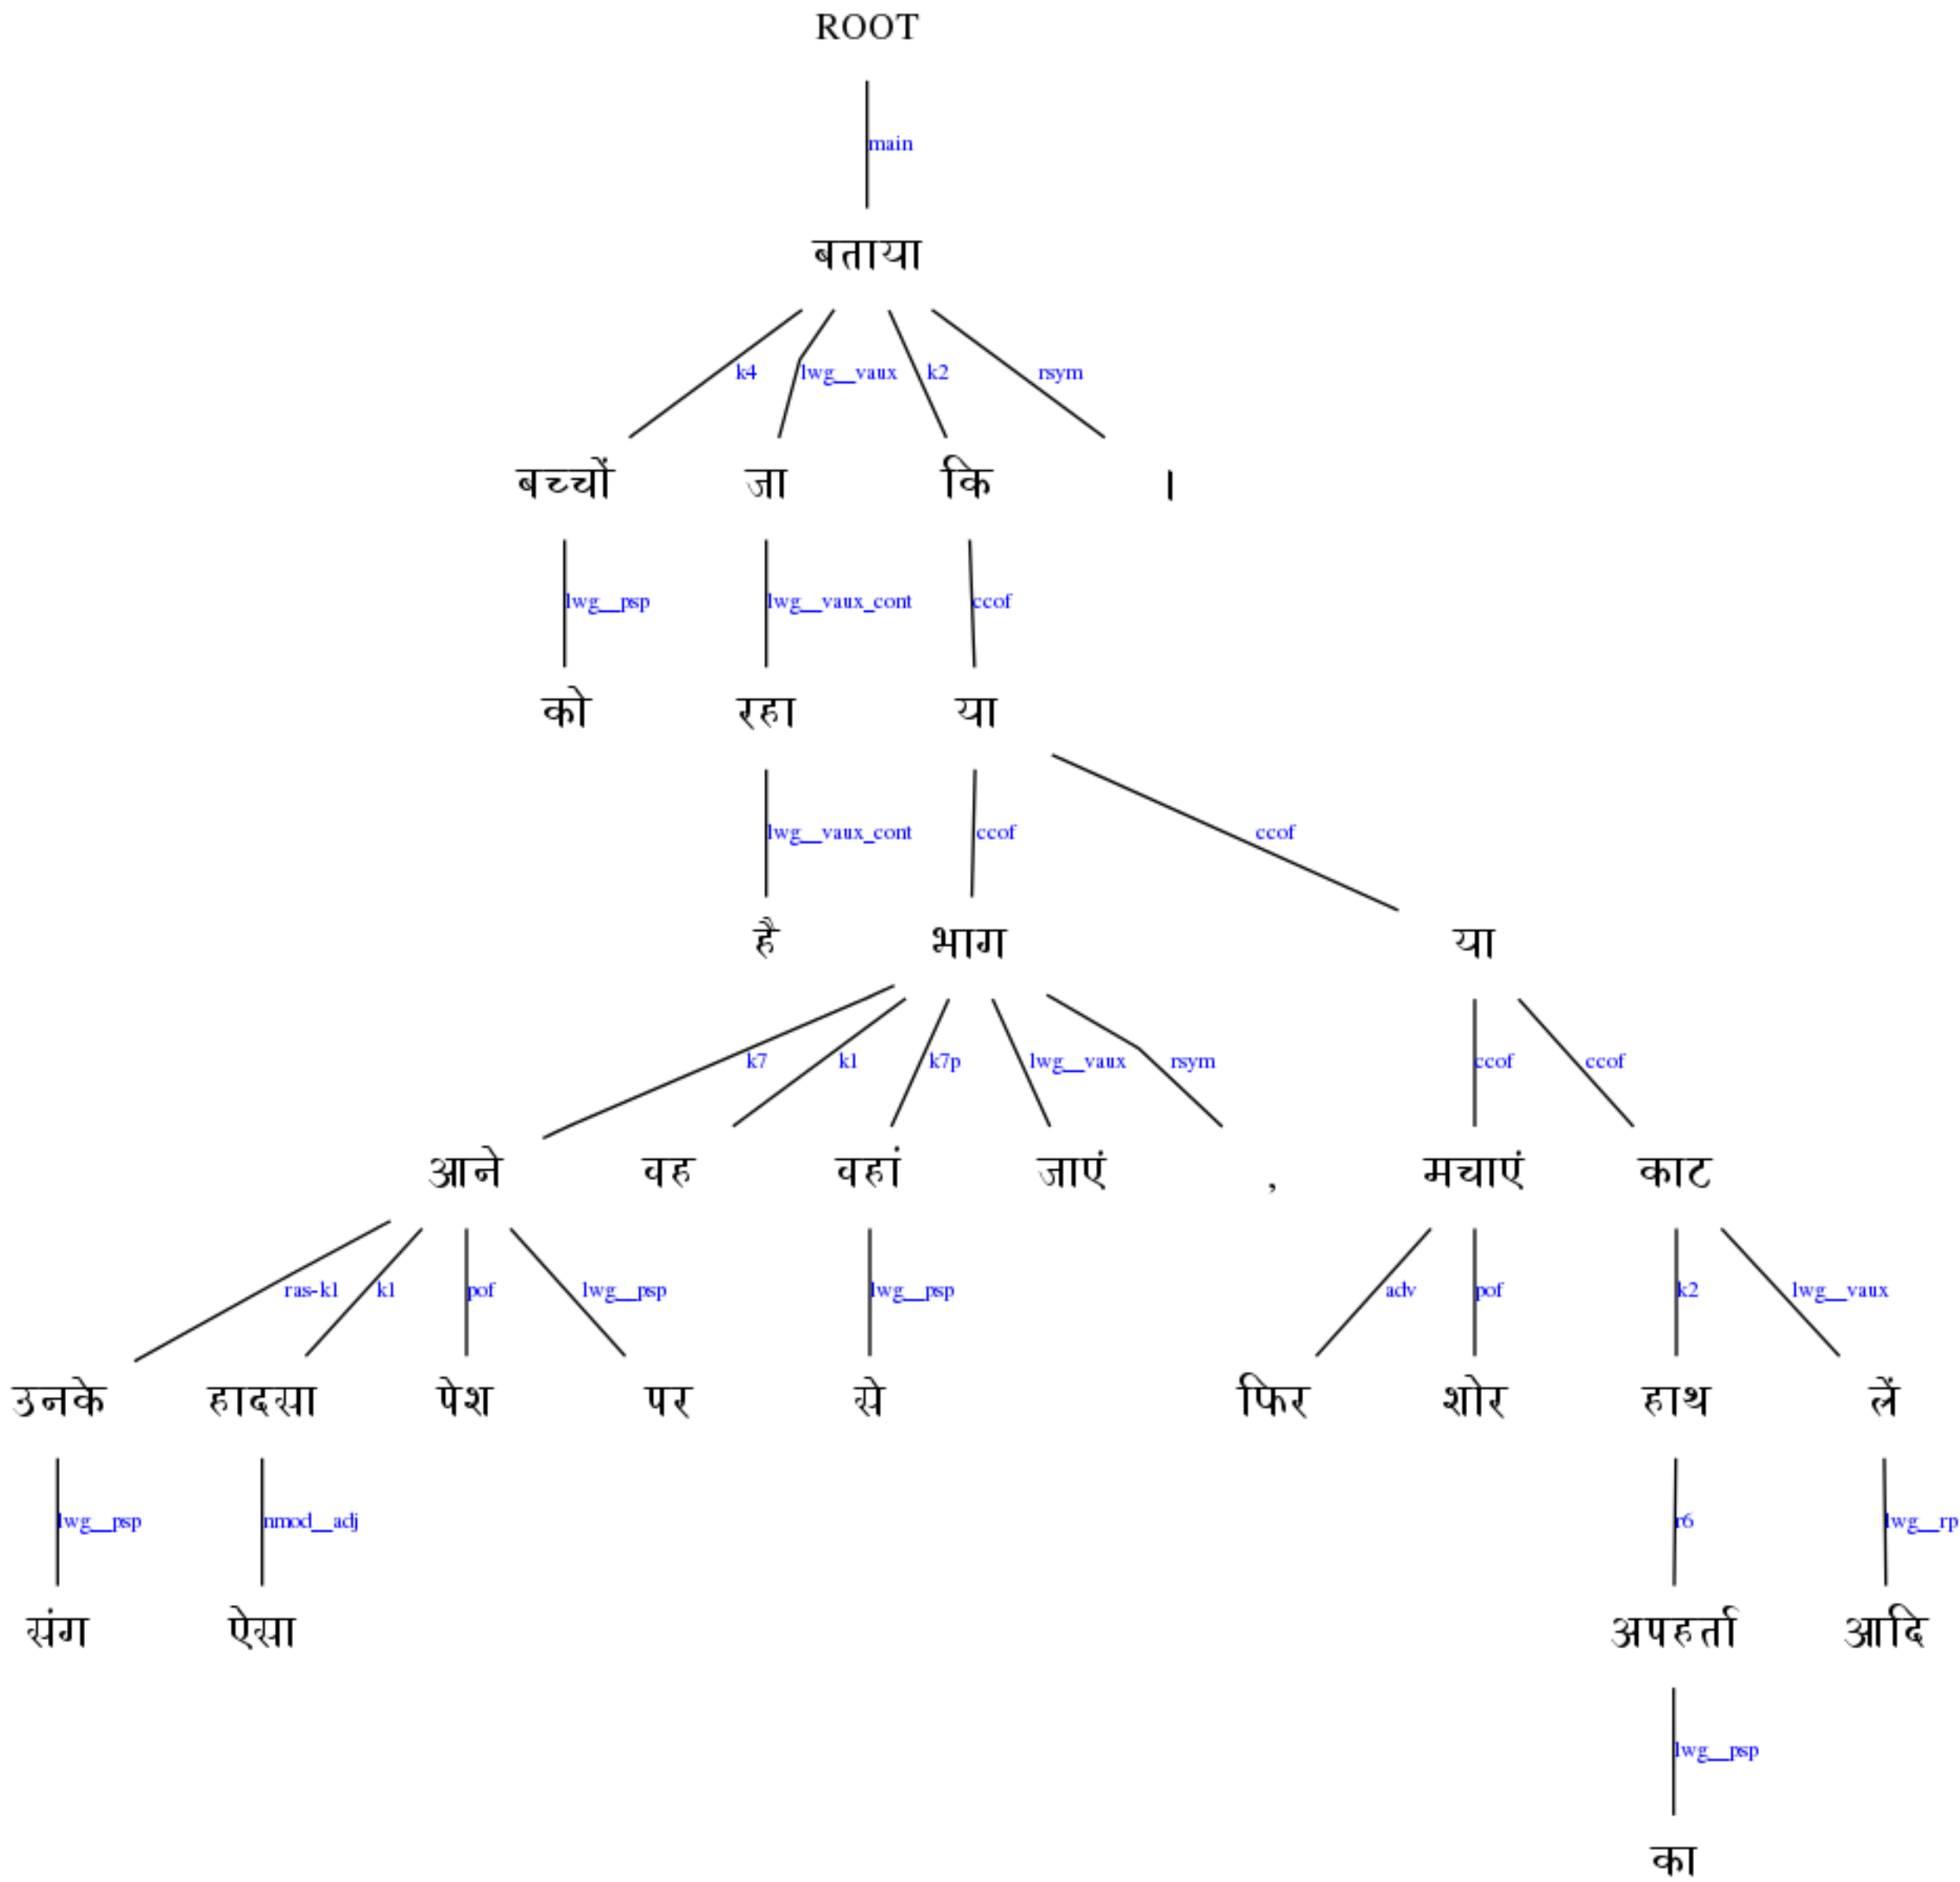 ROOT
main
बताया
k4 lwg__vaux k2 rsym
बच्चों जा कि ।
lwg__psp lwg__vaux_cont ccof
को रहा या
lwg__vaux_cont ccof ccof
है भाग या
k7 k1 k7p lwg__vaux rsym ccof ccof
आने वह वहां जाएं , मचाएं काट
ras-k1 k1 pof lwg__psp lwg__psp adv pof k2 lwg__vaux
उनके हादसा पेश पर से फिर शोर हाथ लें
lwg__psp nmod__adj r6 lwg__rp
संग ऐसा अपहर्ता आदि
lwg__psp
का